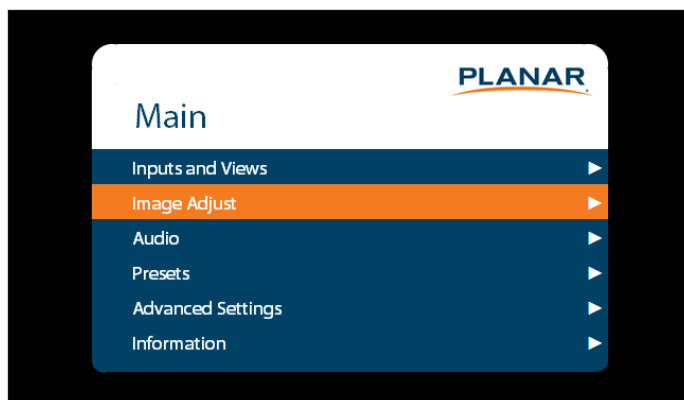 PLANAR
Main
Inputs and Views
Image Adjust
Audio
Presets
Advanced Settings
Information